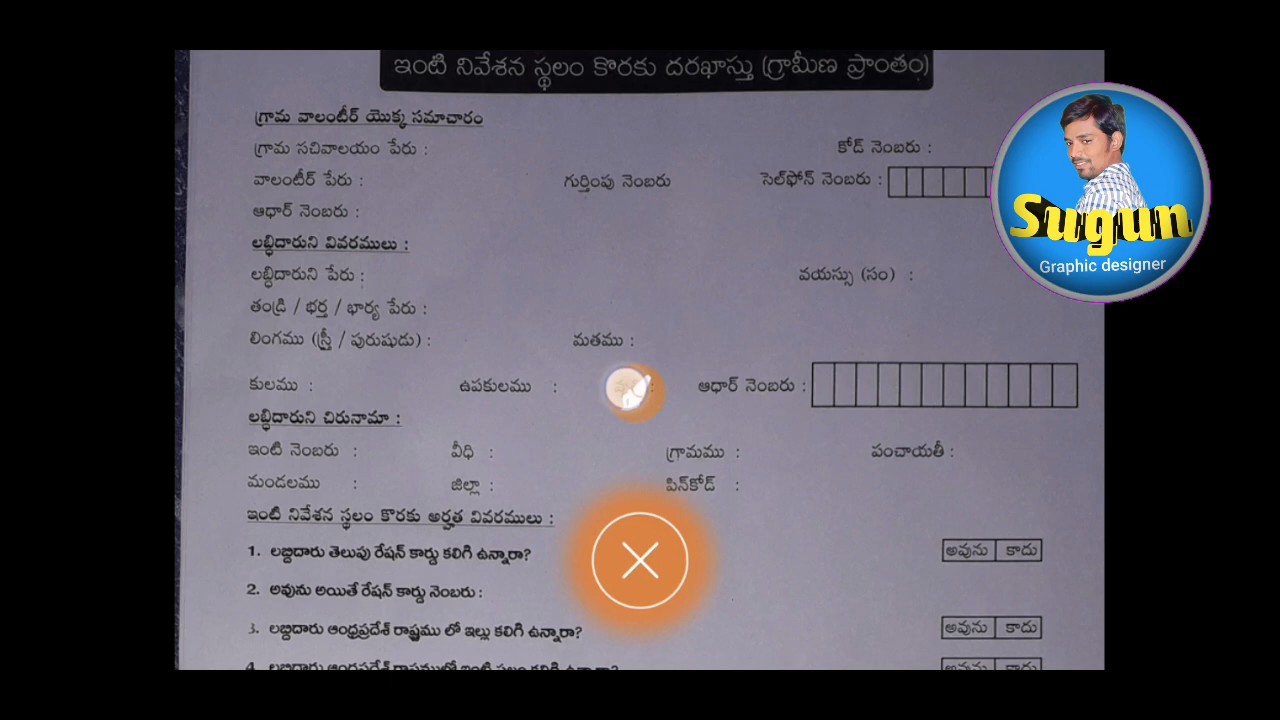 ఇంటి నివేశన స్థలం కొరకు దరఖాస్తు (గ్రామీణ ప్రాంతం)
గ్రామ వాలంటీర్ యొక్క సమాచారం
గ్రామ సచివాలయం పేరు : కోడ్ నెంబరు :
వాలంటీర్ పేరు : గుర్తింపు నెంబరు సెల్‌ఫోన్ నెంబరు :
ఆధార్ నెంబరు :
లబ్ధిదారుని వివరములు :
లబ్ధిదారుని పేరు : వయస్సు (సం) :
తండ్రి / భర్త / భార్య పేరు :
లింగము (స్త్రీ / పురుషుడు) : మతము :
కులము : ఉపకులము : ఆధార్ నెంబరు :
లబ్ధిదారుని చిరునామా :
ఇంటి నెంబరు : వీధి : గ్రామము : పంచాయతీ :
మండలము : జిల్లా : పిన్‌కోడ్ :
ఇంటి నివేశన స్థలం కొరకు అర్హత వివరములు :
1. లబ్ధిదారు తెలుపు రేషన్ కార్డు కలిగి ఉన్నారా? అవును కాదు
2. అవును అయితే రేషన్ కార్డు నెంబరు :
3. లబ్ధిదారు ఆంధ్రప్రదేశ్ రాష్ట్రము లో ఇల్లు కలిగి ఉన్నారా? అవును కాదు
Sugun
Graphic designer